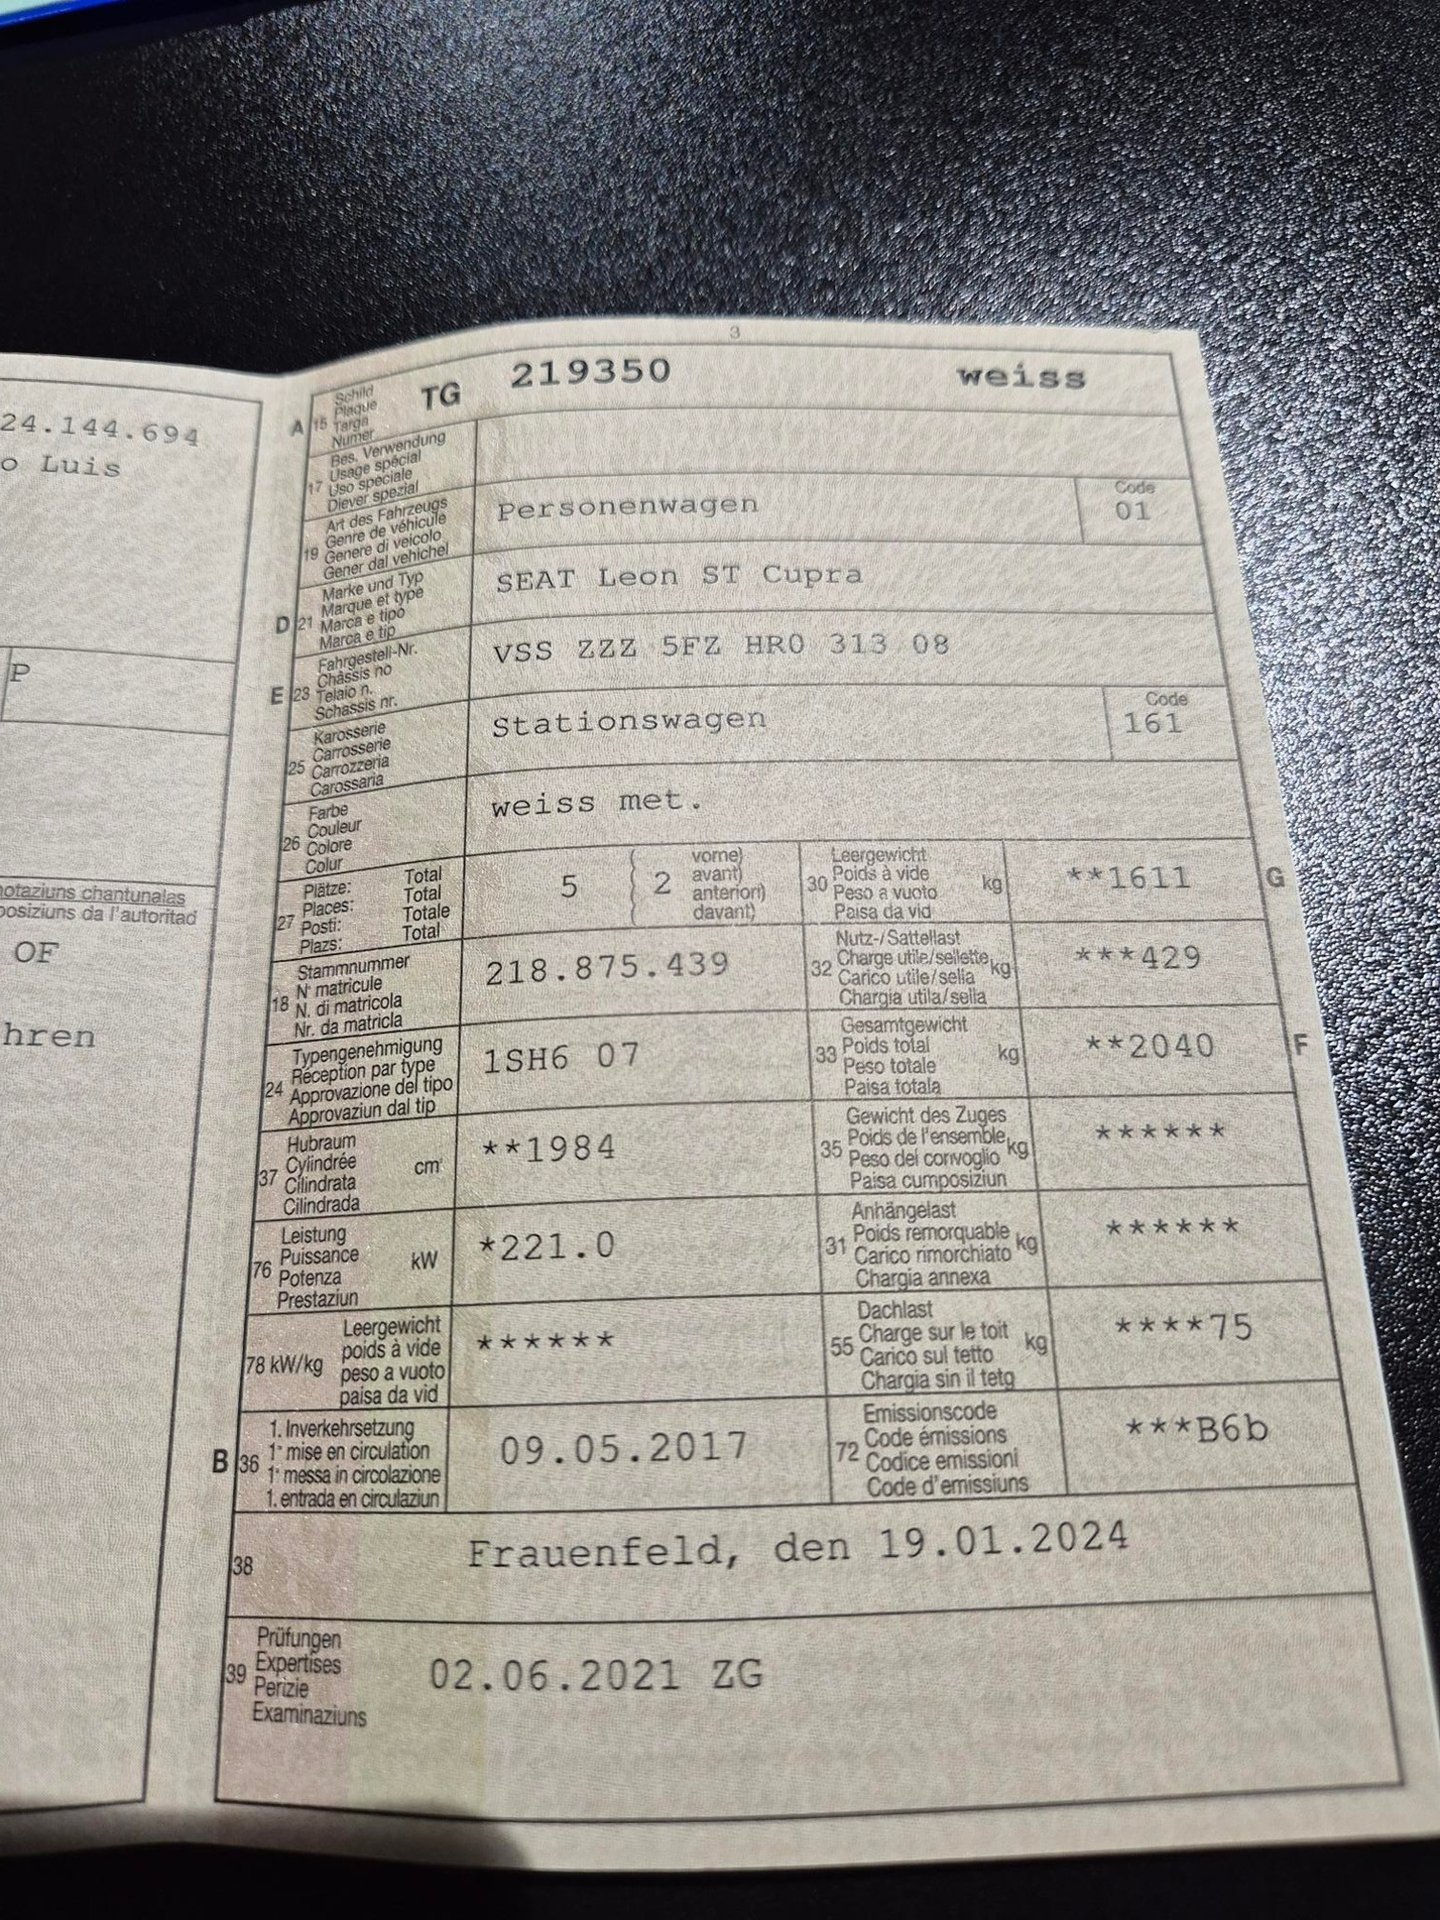 24.144.694
o Luis
P
notaziuns chantunalas
posiziuns da l'autoritad
OF
hren
3
A 15 Schild Plaque Targa Numer TG 219350 weiss
17 Bes. Verwendung
Usage spécial
Uso speciale
Diever spezial
19 Art des Fahrzeugs
Genre de véhicule
Genere di veicolo
Gener dal vehichel
Personenwagen
Code
01
D 21 Marke und Typ
Marque et type
Marca e tipo
Marca e tip
SEAT Leon ST Cupra
E 23 Fahrgestell-Nr.
Châssis no
Telaio n.
Schassis nr.
VSS ZZZ 5FZ HR0 313 08
25 Karosserie
Carrosserie
Carrozzeria
Carossaria
Stationswagen
Code
161
26 Farbe
Couleur
Colore
Colur
weiss met.
27 Plätze: Total
Places: Total
Posti: Totale
Plazs: Total
5 ( 2 vorne)
avant)
anteriori)
davant)
30 Leergewicht
Poids à vide
Peso a vuoto
Paisa da vid
kg **1611 G
18 Stammnummer
N° matricule
N. di matricola
Nr. da matricla
218.875.439
32 Nutz-/Sattellast
Charge utile/sellette
Carico utile/sella
Chargia utila/sella
kg ***429
24 Typengenehmigung
Réception par type
Approvazione del tipo
Approvaziun dal tip
1SH6 07
33 Gesamtgewicht
Poids total
Peso totale
Paisa totala
kg **2040 F
37 Hubraum
Cylindrée
Cilindrata
Cilindrada
cm³ **1984
35 Gewicht des Zuges
Poids de l'ensemble
Peso del convoglio
Paisa cumposiziun
kg ******
76 Leistung
Puissance
Potenza
Prestaziun
kW *221.0
31 Anhängelast
Poids remorquable
Carico rimorchiato
Chargia annexa
kg ******
78 kW/kg Leergewicht
poids à vide
peso a vuoto
paisa da vid
******
55 Dachlast
Charge sur le toit
Carico sul tetto
Chargia sin il tetg
kg ****75
B 36 1. Inverkehrsetzung
1° mise en circulation
1° messa in circolazione
1. entrada en circulaziun
09.05.2017
72 Emissionscode
Code émissions
Codice emissioni
Code d'emissiuns
***B6b
38 Frauenfeld, den 19.01.2024
39 Prüfungen
Expertises
Perizie
Examinaziuns
02.06.2021 ZG